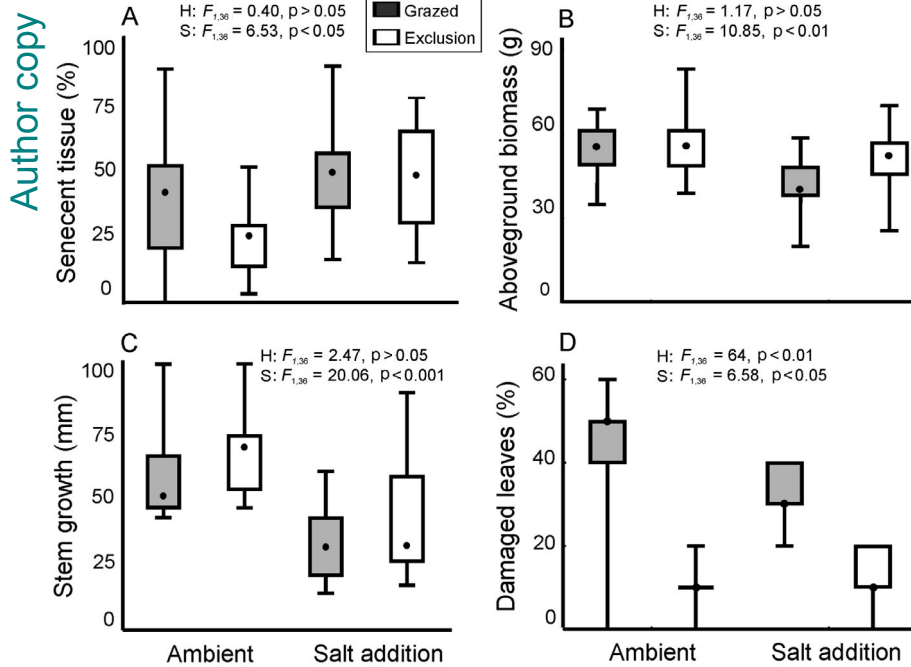 Author copy
Grazed
Exclusion
A
H: F1,36 = 0.40, p>0.05
S: F1,36 = 6.53, p<0.05
Senecent tissue (%)
100
75
50
25
0
B
H: F1,36 = 1.17, p>0.05
S: F1,36 = 10.85, p<0.01
Aboveground biomass (g)
90
60
30
0
C
H: F1,36 = 2.47, p>0.05
S: F1,36 = 20.06, p<0.001
Stem growth (mm)
100
75
50
25
0
Ambient
Salt addition
D
H: F1,36 = 64, p<0.01
S: F1,36 = 6.58, p<0.05
Damaged leaves (%)
60
40
20
0
Ambient
Salt addition